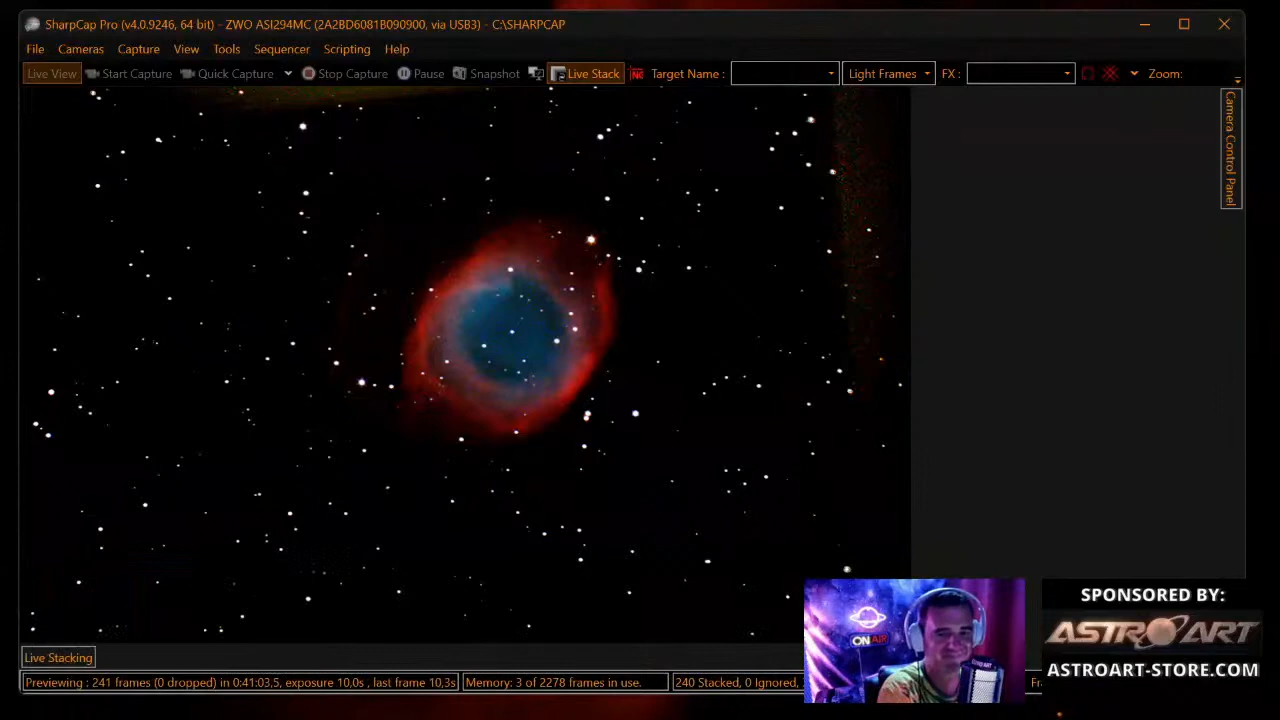 SharpCap Pro (v4.0.9246, 64 bit) - ZWO ASI294MC (2A2BD6081B090900, via USB3) - C:\SHARPCAP
File Cameras Capture View Tools Sequencer Scripting Help
Live View Start Capture Quick Capture Stop Capture Pause Snapshot Live Stack Target Name : Light Frames FX : Zoom:
Camera Control Panel
ON AIR
SPONSORED BY:
ASTROART
ASTROART-STORE.COM
Live Stacking
Previewing : 241 frames (0 dropped) in 0:41:03,5, exposure 10,0s , last frame 10,3s Memory: 3 of 2278 frames in use. 240 Stacked, 0 Ignored,